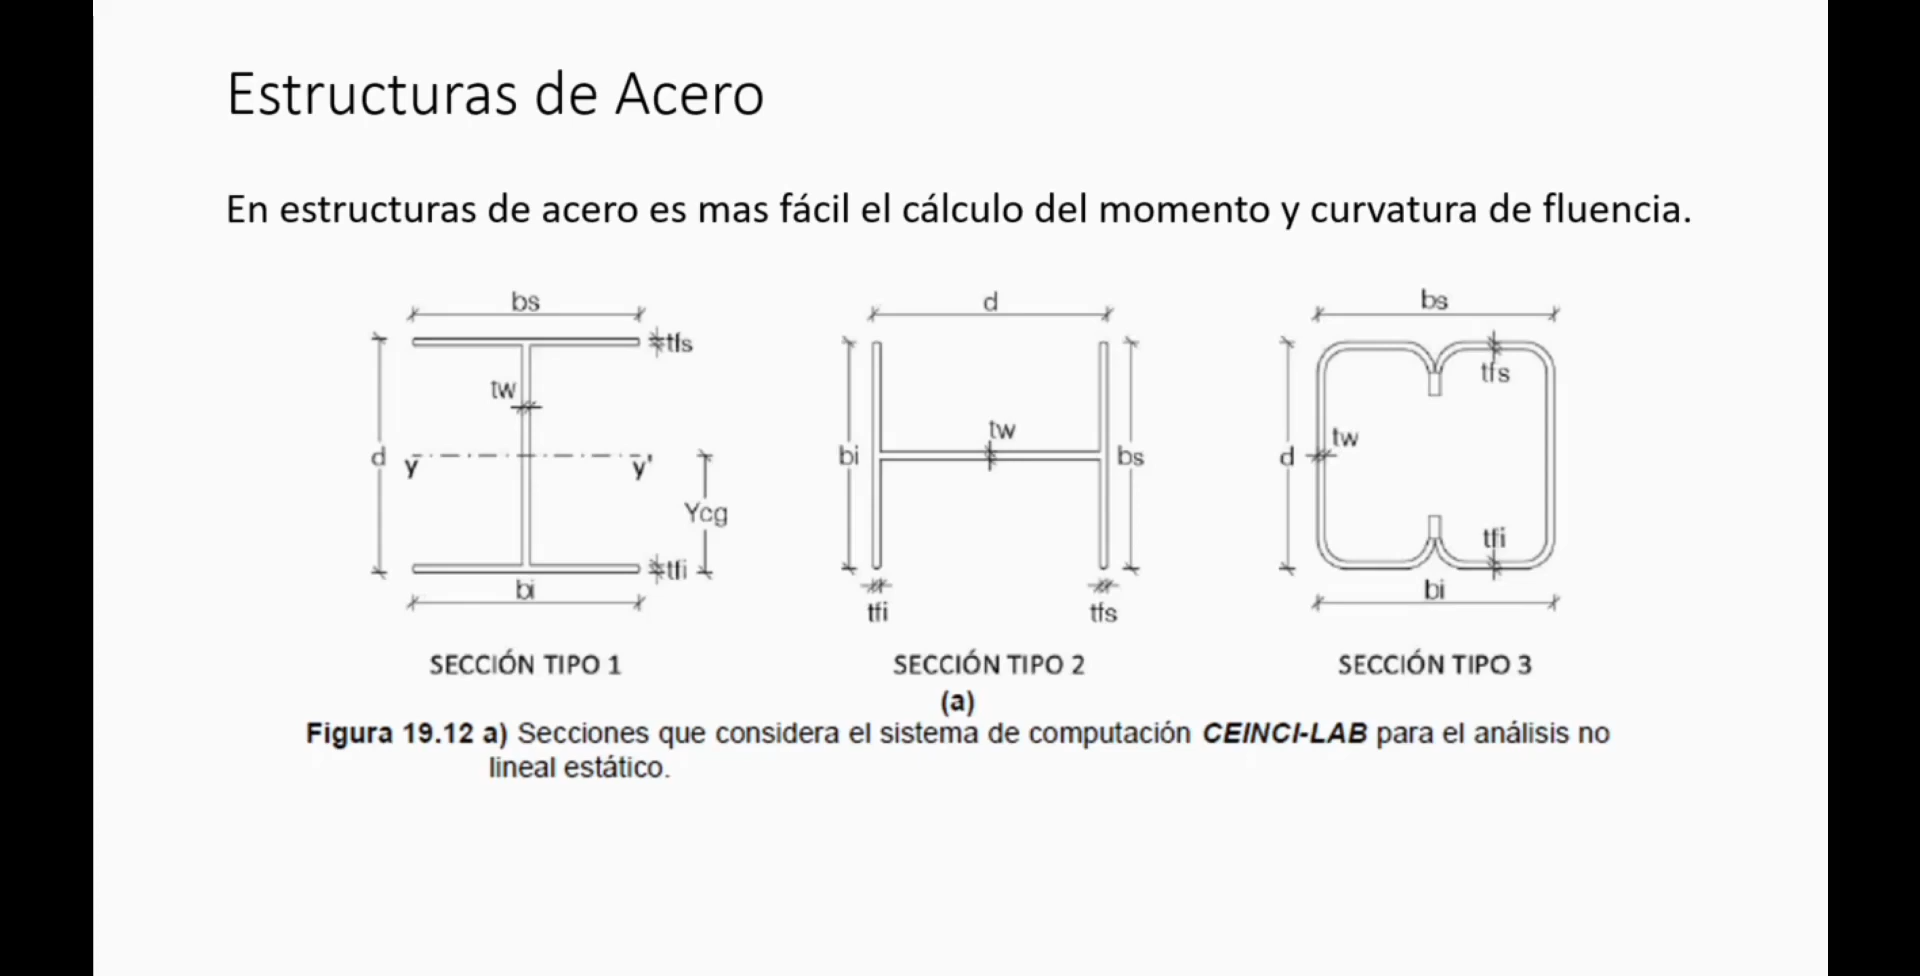 Estructuras de Acero
En estructuras de acero es mas fácil el cálculo del momento y curvatura de fluencia.
bs
tfs
tw
d
y
y'
Ycg
tfi
bi
SECCIÓN TIPO 1
d
tw
bi
bs
tfi
tfs
SECCIÓN TIPO 2
bs
tfs
tw
d
tfi
bi
SECCIÓN TIPO 3
(a)
Figura 19.12 a) Secciones que considera el sistema de computación CEINCI-LAB para el análisis no
lineal estático.